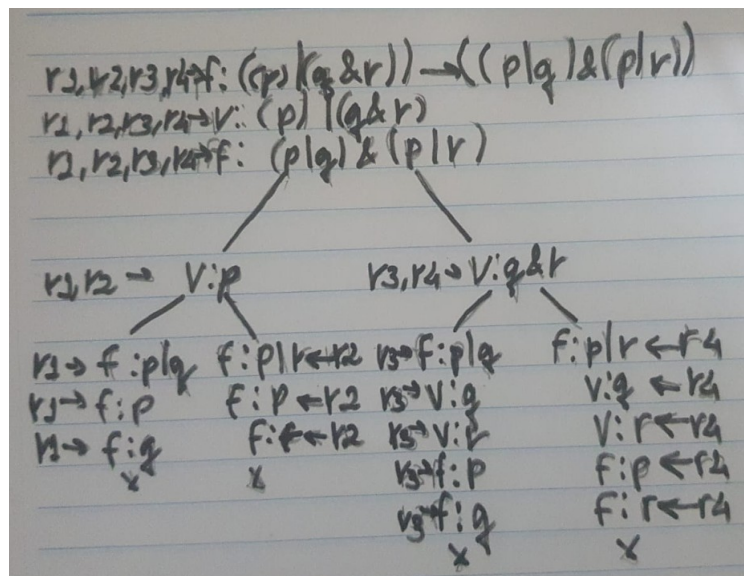 r1,r2,r3,r4→f: ((p)|(q&r))→((p|q)&(p|r))
r1,r2,r3,r4→V: (p)|(q&r)
r1,r2,r3,r4→f: (p|q)&(p|r)
r1,r2→ V:p r3,r4→V:q&r
r1→ f:p|q f:p|r←r2 r3→f:p|q f:p|r←r4
r1→f:p f:p←r2 r3→V:q V:q←r4
r1→ f:q f:r←r2 r3→V:r V:r←r4
x x r3→f:p f:p←r4
r3→f:q f:r←r4
x x